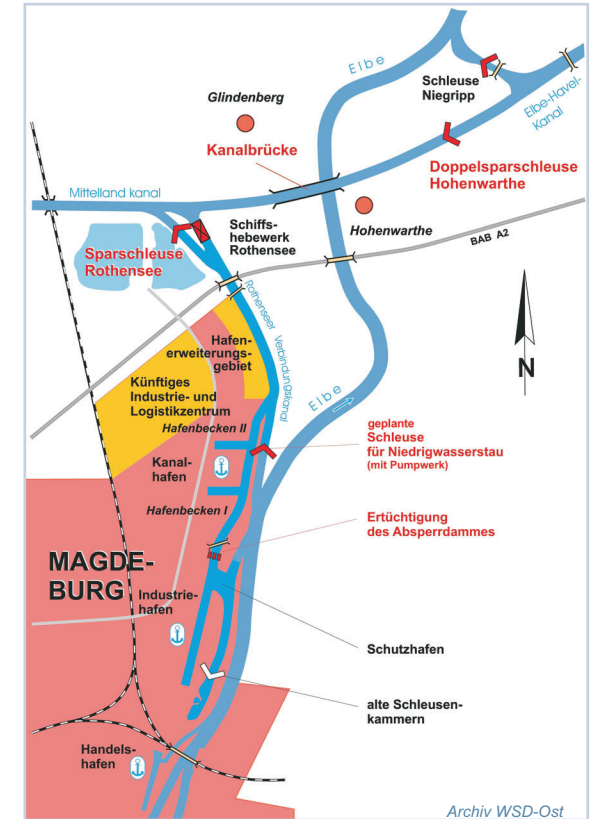 Elbe
Schleuse
Niegripp
Elbe-Havel-
Kanal
Glindenberg
Kanalbrücke
Doppelsparschleuse
Hohenwarthe
Mittelland kanal
Schiffs-
hebewerk
Rothensee
Hohenwarthe
BAB A2
Sparschleuse
Rothensee
Rothenseer Verbindungskanal
Hafen-
erweiterungs-
gebiet
N
Künftiges
Industrie- und
Logistikzentrum
Elbe
Hafenbecken II
geplante
Schleuse
für Niedrigwasserstau
(mit Pumpwerk)
Kanal-
hafen
Hafenbecken I
Ertüchtigung
des Absperrdammes
MAGDE-
BURG
Industrie-
hafen
Schutzhafen
alte Schleusen-
kammern
Handels-
hafen
Archiv WSD-Ost